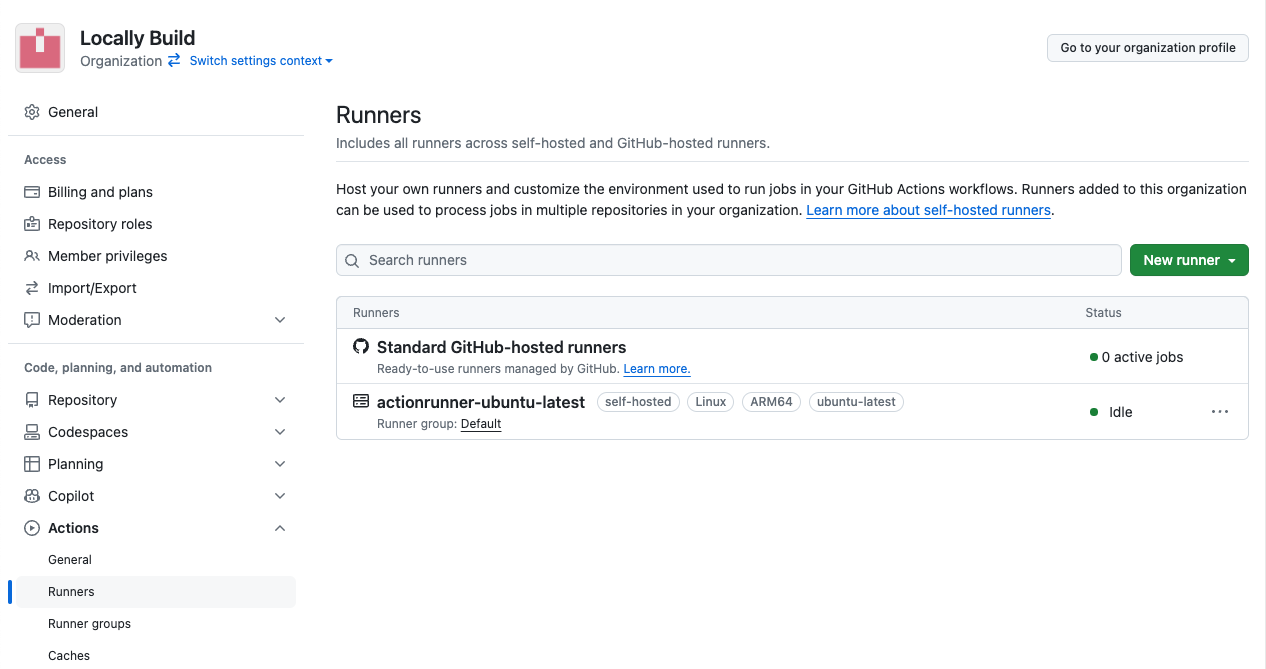 Locally Build
Organization Switch settings context
Go to your organization profile
General
Access
Billing and plans
Repository roles
Member privileges
Import/Export
Moderation
Code, planning, and automation
Repository
Codespaces
Planning
Copilot
Actions
General
Runners
Runner groups
Caches
Runners
Includes all runners across self-hosted and GitHub-hosted runners.
Host your own runners and customize the environment used to run jobs in your GitHub Actions workflows. Runners added to this organization
can be used to process jobs in multiple repositories in your organization. Learn more about self-hosted runners.
Search runners
New runner
Runners Status
Standard GitHub-hosted runners
Ready-to-use runners managed by GitHub. Learn more.
0 active jobs
actionrunner-ubuntu-latest self-hosted Linux ARM64 ubuntu-latest
Runner group: Default
Idle